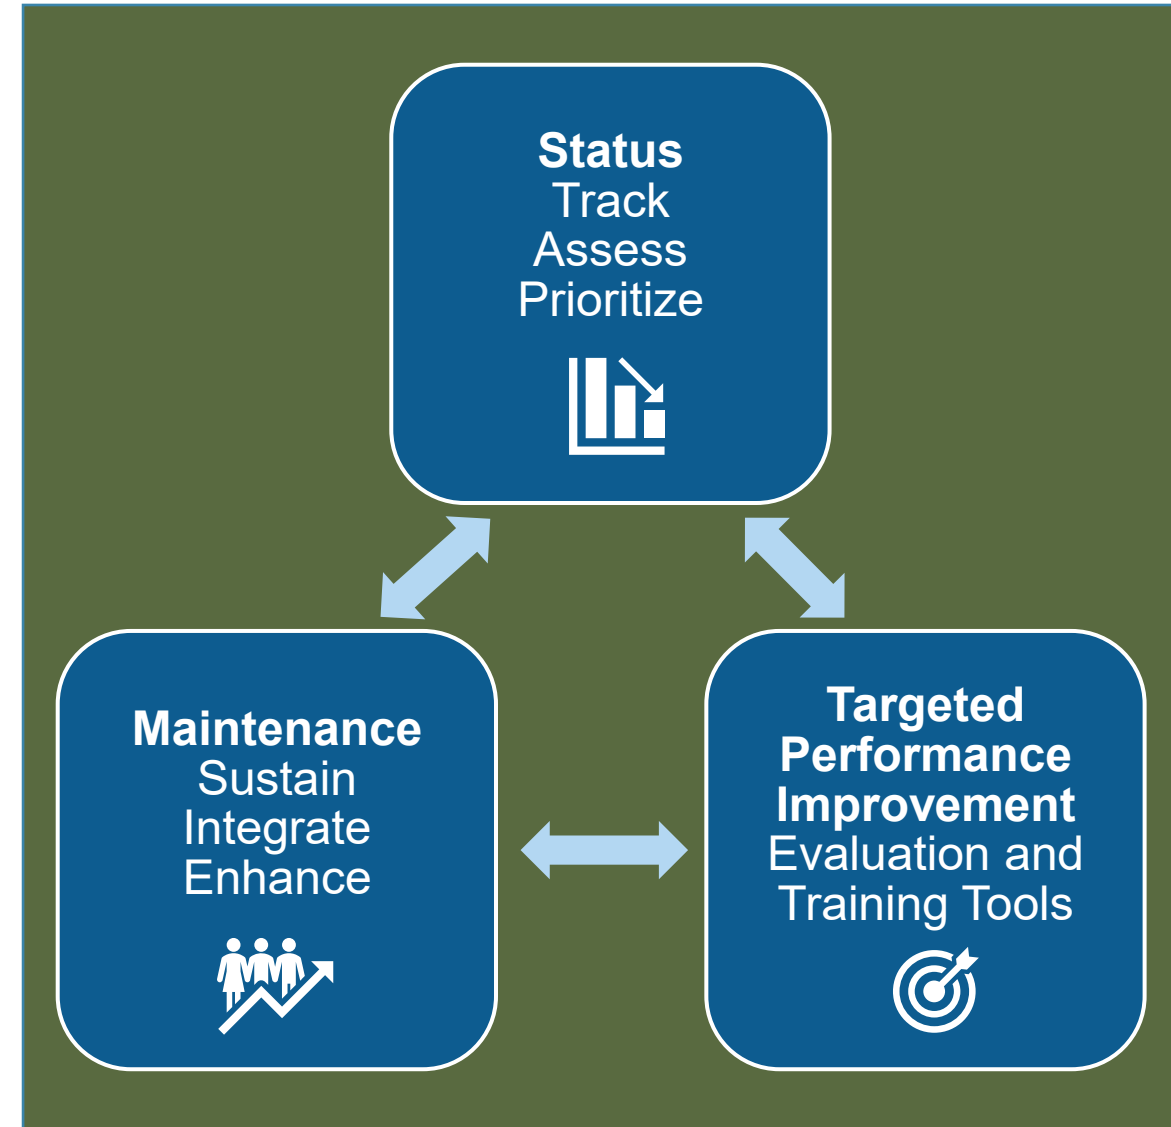 Status
Track
Assess
Prioritize
Maintenance
Sustain
Integrate
Enhance
Targeted
Performance
Improvement
Evaluation and
Training Tools